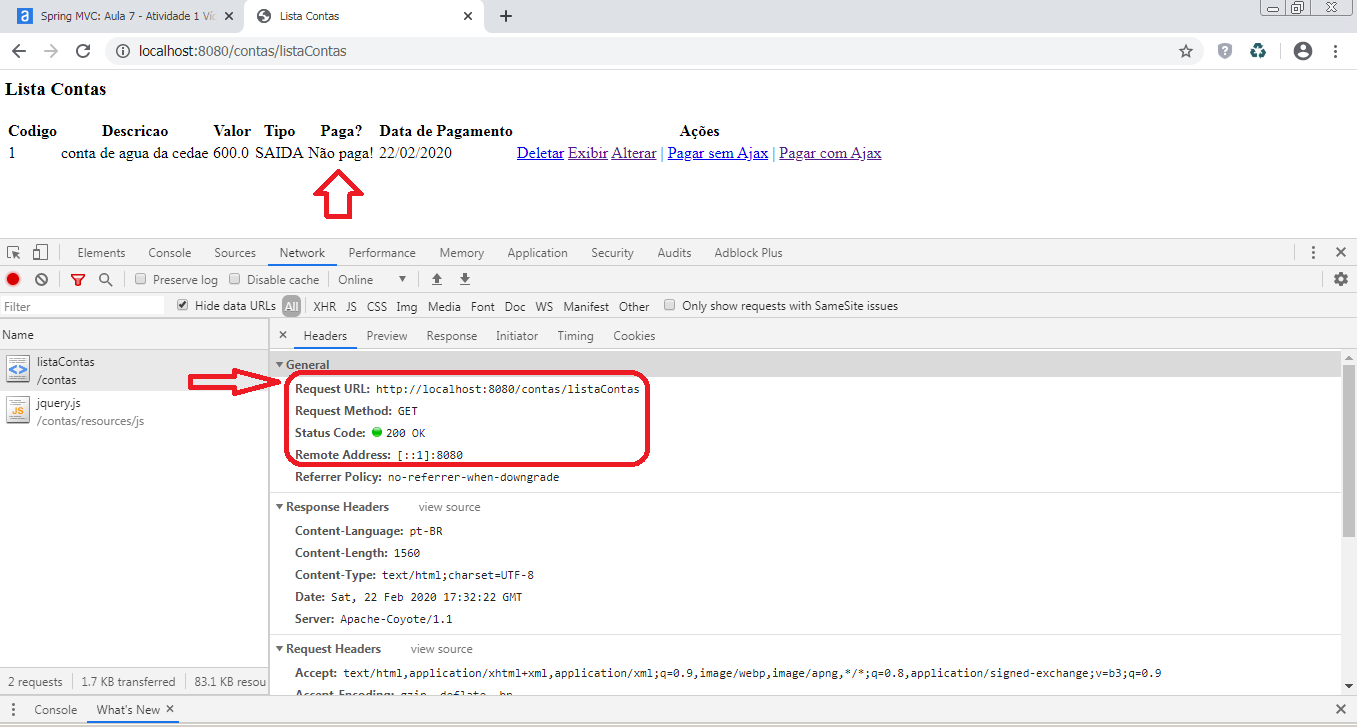 Spring MVC: Aula 7 - Atividade 1 Ví
Lista Contas
localhost:8080/contas/listaContas
Lista Contas
Codigo Descricao Valor Tipo Paga? Data de Pagamento Ações
1 conta de agua da cedae 600.0 SAIDA Não paga! 22/02/2020 Deletar Exibir Alterar | Pagar sem Ajax | Pagar com Ajax
Elements Console Sources Network Performance Memory Application Security Audits Adblock Plus
Preserve log Disable cache Online
Filter Hide data URLs All XHR JS CSS Img Media Font Doc WS Manifest Other Only show requests with SameSite issues
Name
listaContas
/contas
jquery.js
/contas/resources/js
Headers Preview Response Initiator Timing Cookies
General
Request URL: http://localhost:8080/contas/listaContas
Request Method: GET
Status Code: 200 OK
Remote Address: [::1]:8080
Referrer Policy: no-referrer-when-downgrade
Response Headers view source
Content-Language: pt-BR
Content-Length: 1560
Content-Type: text/html;charset=UTF-8
Date: Sat, 22 Feb 2020 17:32:22 GMT
Server: Apache-Coyote/1.1
Request Headers view source
Accept: text/html,application/xhtml+xml,application/xml;q=0.9,image/webp,image/apng,*/*;q=0.8,application/signed-exchange;v=b3;q=0.9
Accept-Encoding: gzip, deflate, br
2 requests 1.7 KB transferred 83.1 KB resou
Console What's New